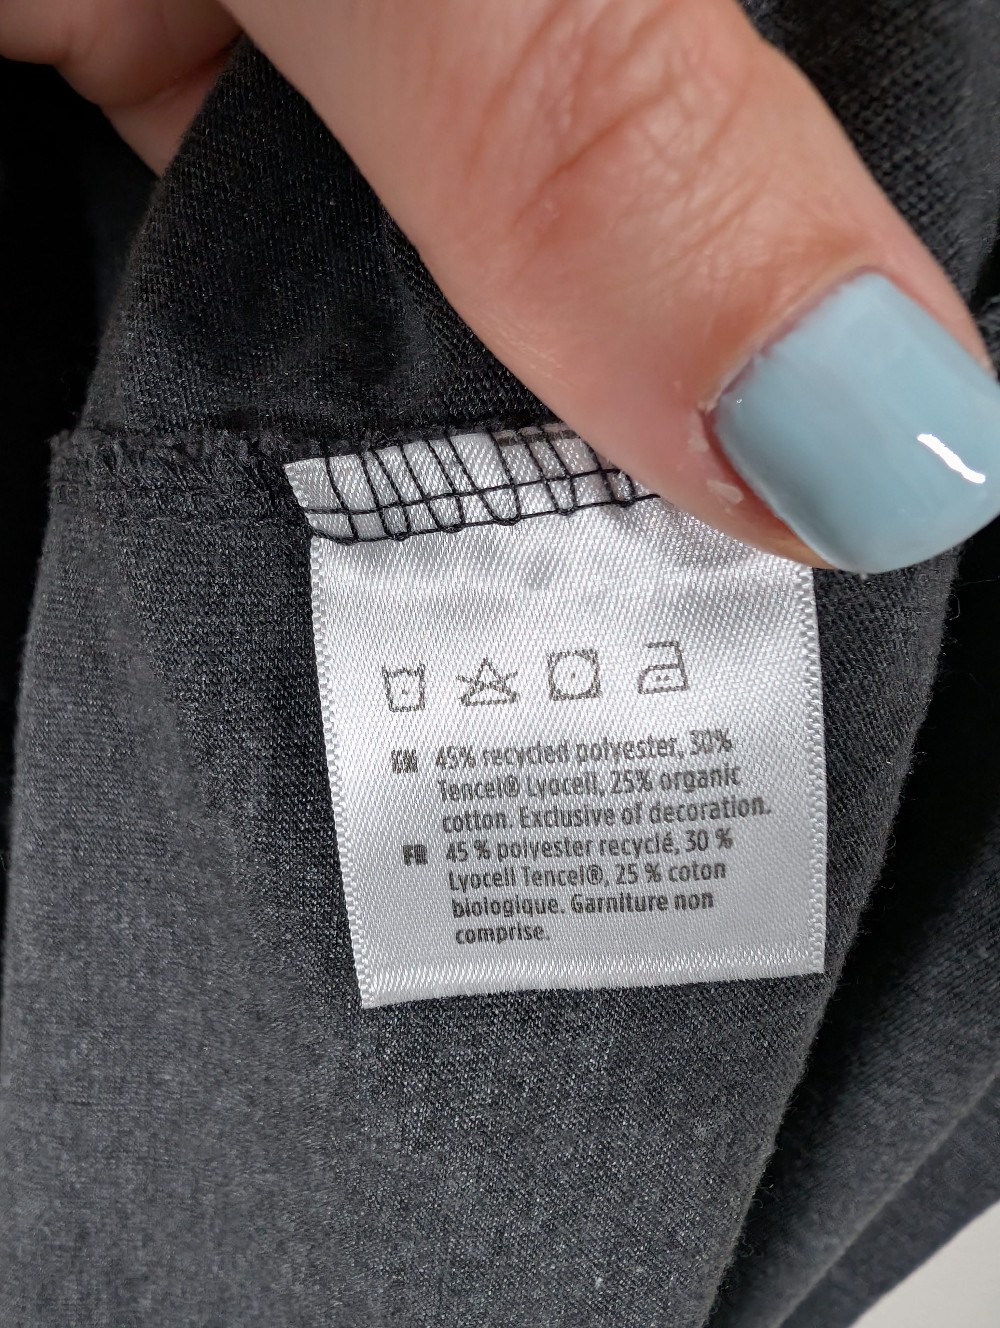 EN 45% recycled polyester, 30%
Tencel® Lyocell, 25% organic
cotton. Exclusive of decoration.
FR 45 % polyester recyclé, 30 %
Lyocell Tencel®, 25 % coton
biologique. Garniture non
comprise.